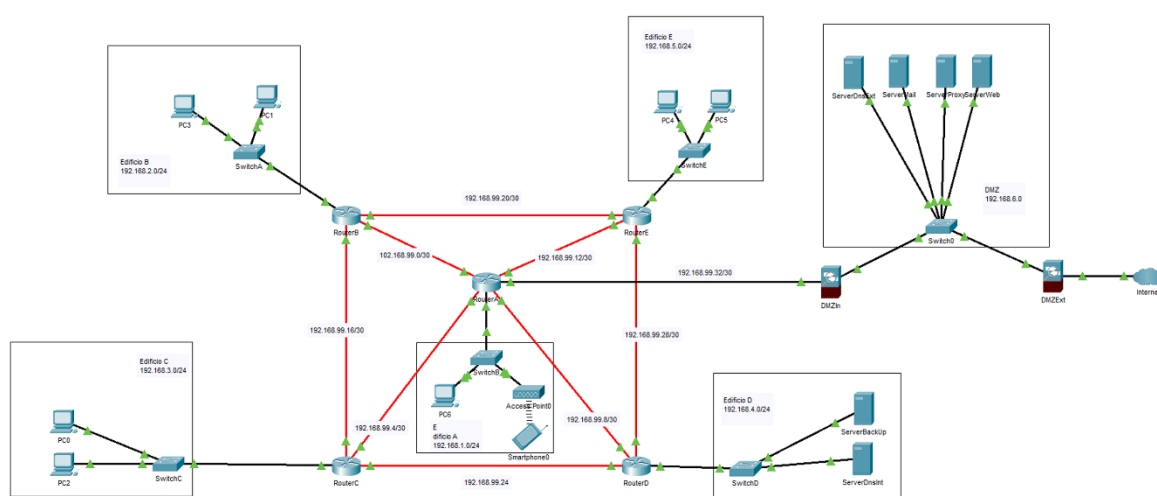 Edificio E
192.168.5.0/24
PC4
PC5
SwitchE
ServerDnsExt
ServerMail
ServerProxy
ServerWeb
DMZ
192.168.6.0
Switch0
PC3
PC1
Edificio B
192.168.2.0/24
SwitchA
192.168.99.20/30
RouterB
RouterE
102.168.99.0/30
192.168.99.12/30
192.168.99.32/30
DMZIn
DMZExt
Internet
RouterA
192.168.99.16/30
192.168.99.28/30
Edificio C
192.168.3.0/24
SwitchB
PC6
Access Point0
E
dificio A
192.168.1.0/24
Smartphone0
192.168.99.4/30
192.168.99.8/30
Edificio D
192.168.4.0/24
ServerBackUp
PC0
PC2
SwitchC
RouterC
192.168.99.24
RouterD
SwitchD
ServerDnsInt